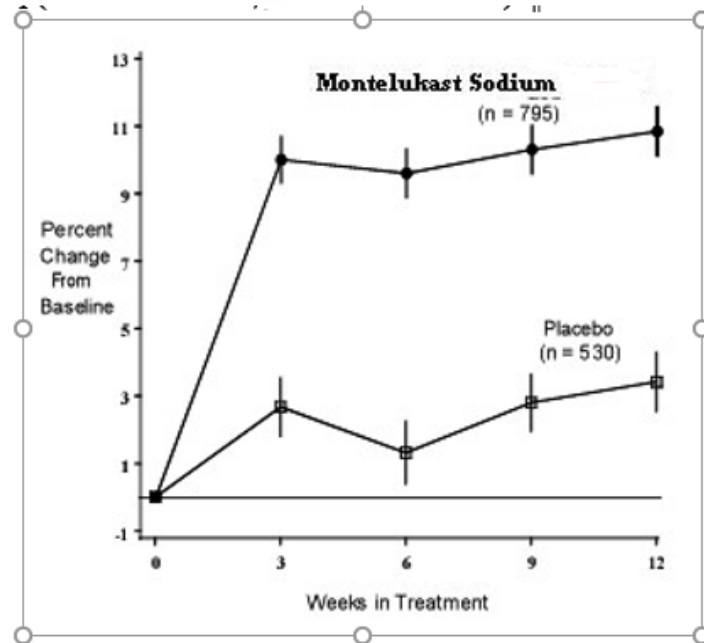 13
Montelukast Sodium
(n = 795)
11
9
Percent
Change
From
Baseline
7
5
Placebo
(n = 530)
3
1
-1
0 3 6 9 12
Weeks in Treatment